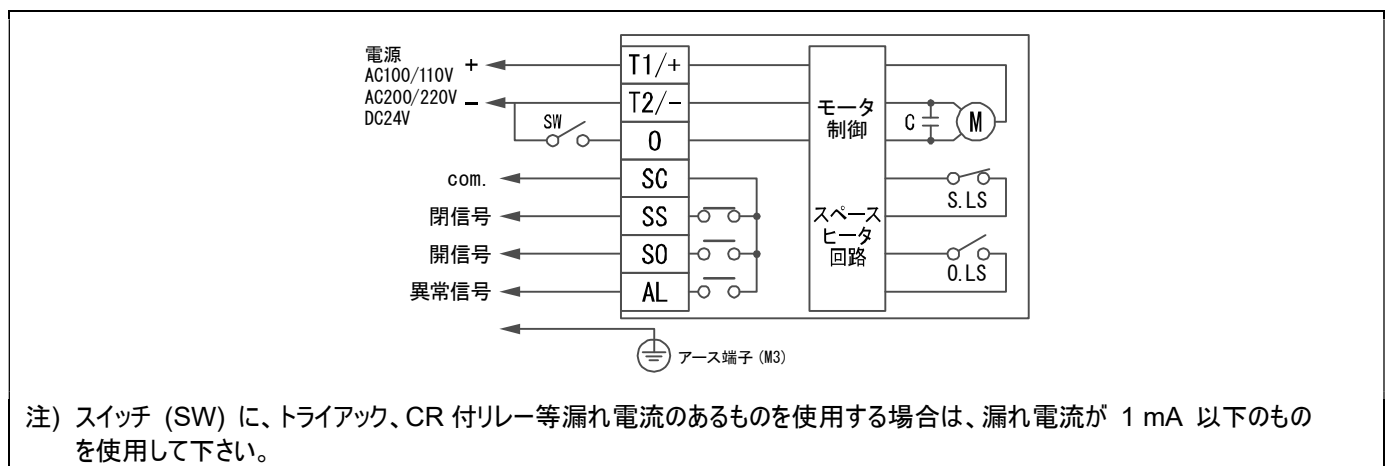 電源
AC100/110V
AC200/220V
DC24V
+
−
SW
T1/+
T2/−
O
SC
SS
SO
AL
com.
閉信号
開信号
異常信号
モータ
制御
スペース
ヒータ
回路
C
M
S.LS
O.LS
アース端子 (M3)
注) スイッチ (SW) に、トライアック、CR 付リレー等漏れ電流のあるものを使用する場合は、漏れ電流が 1 mA 以下のもの
を使用して下さい。